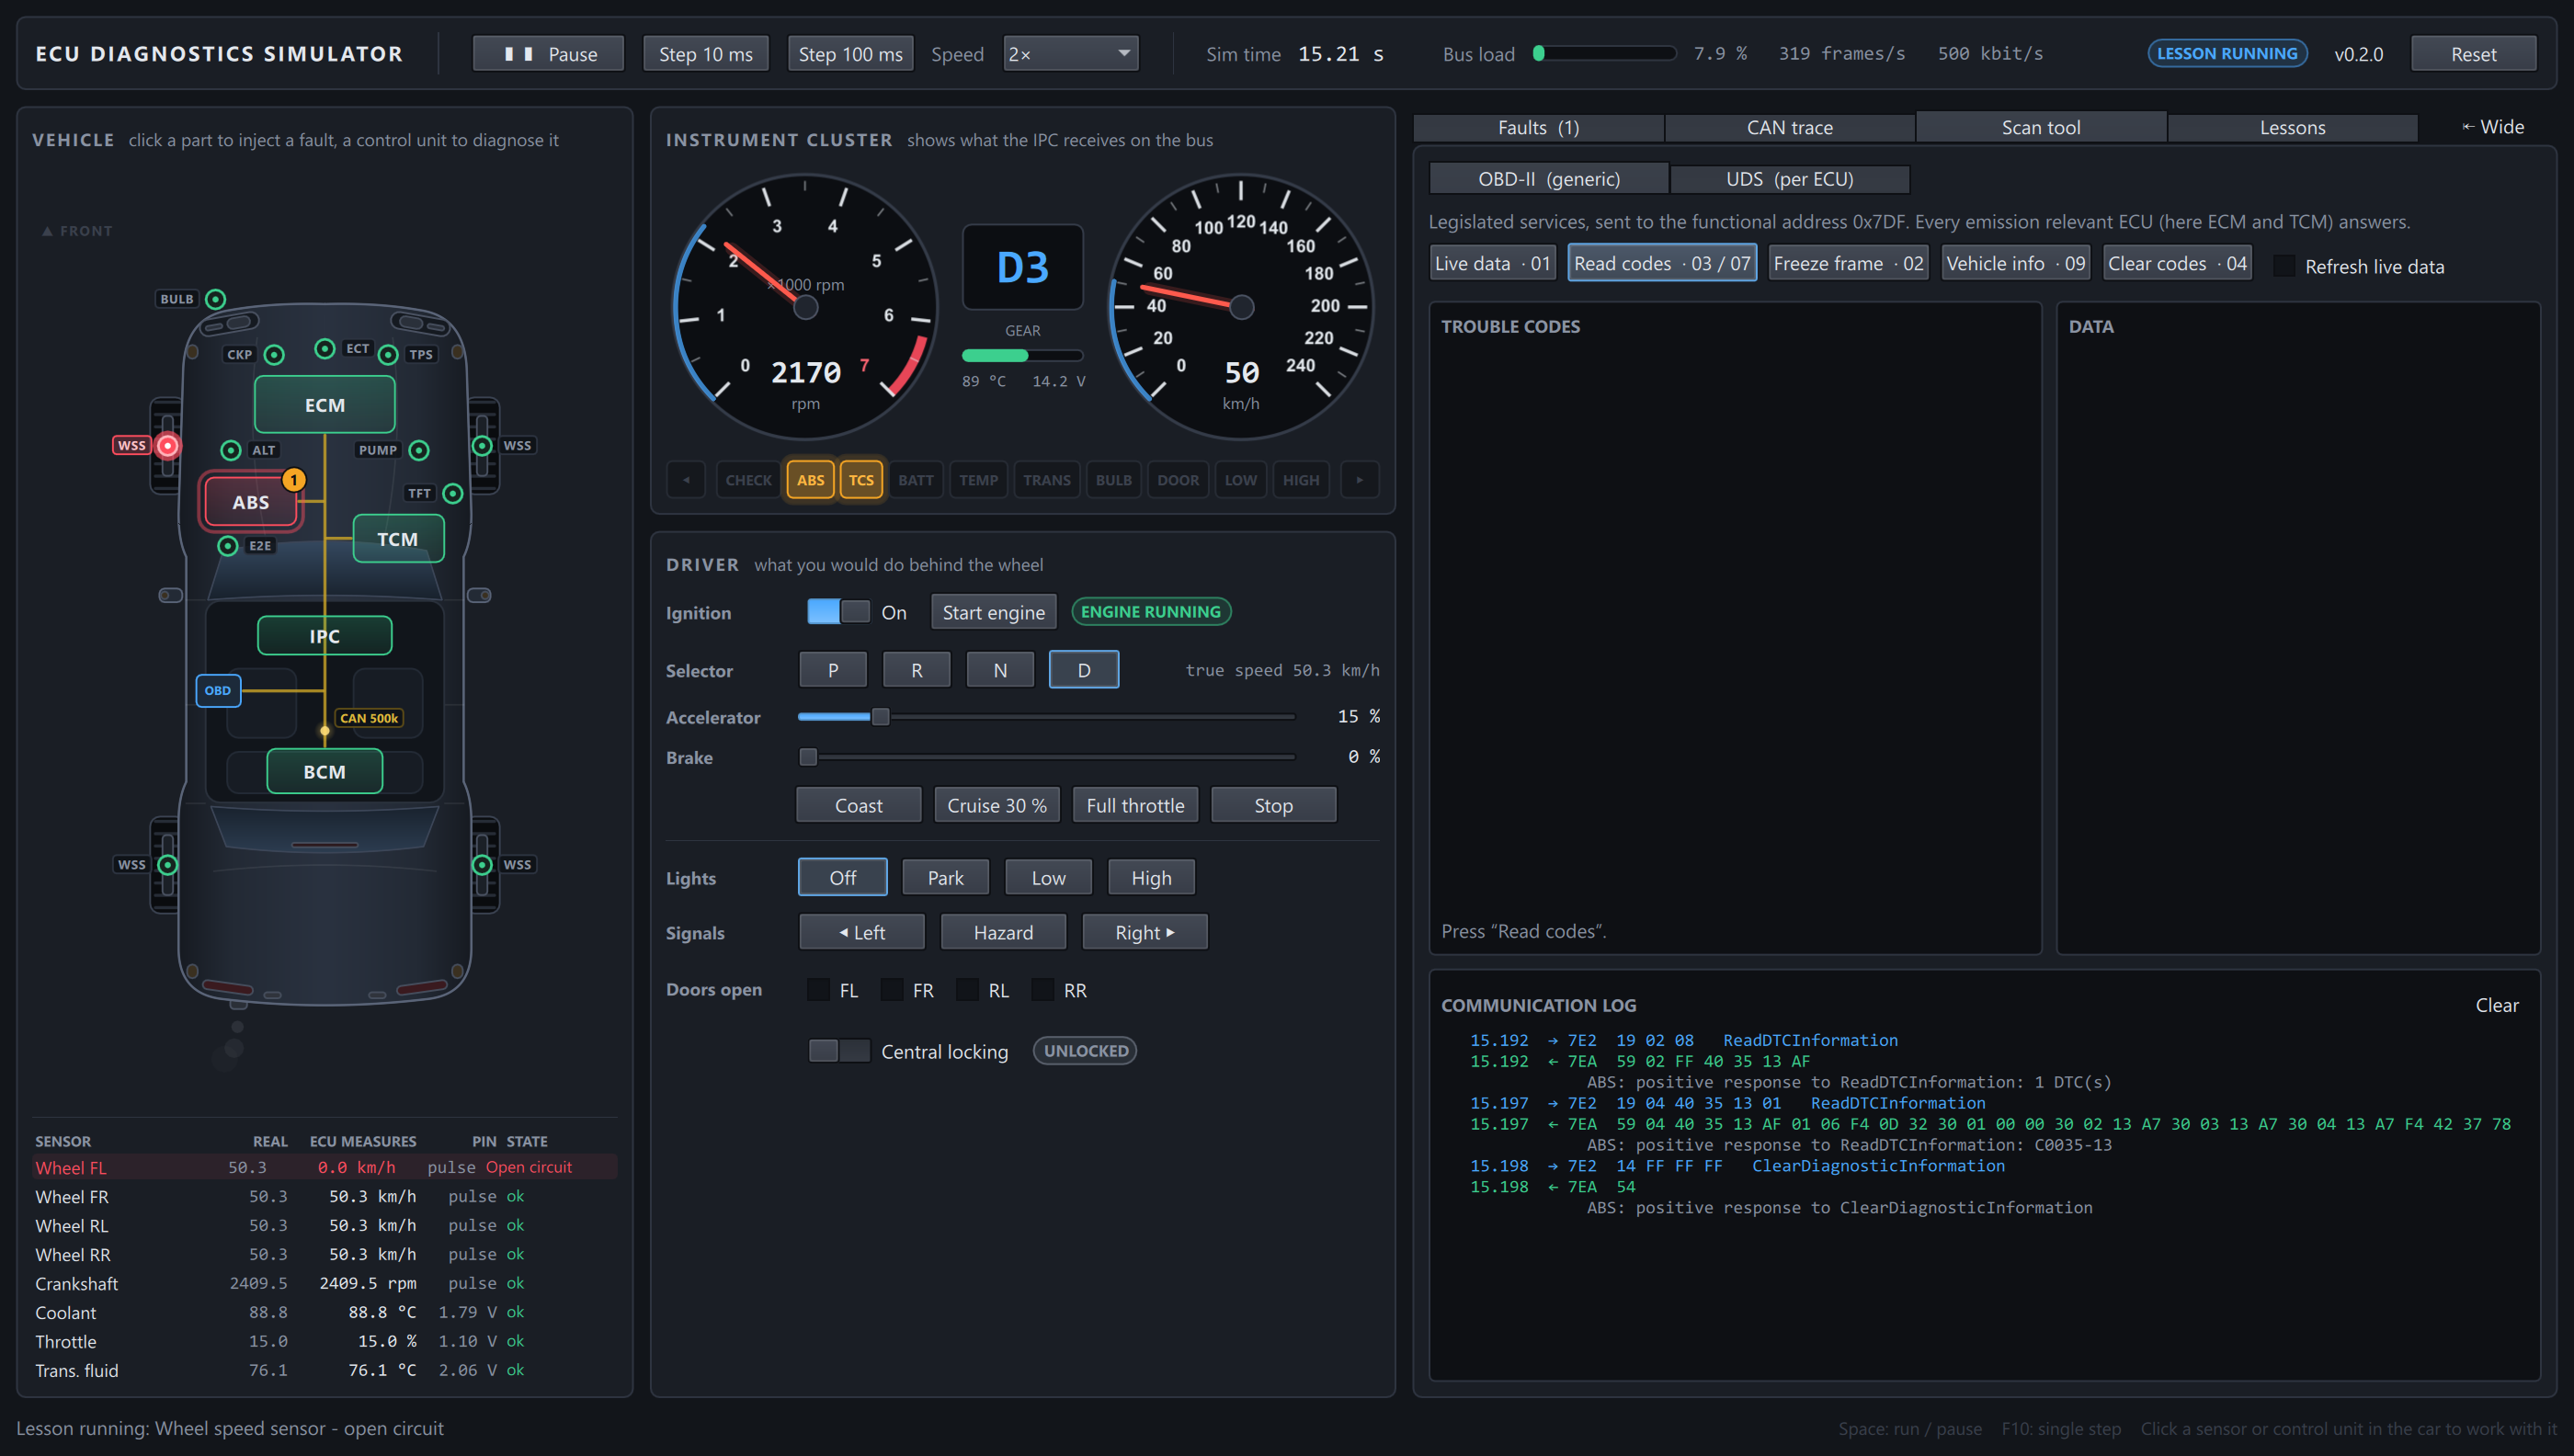 ECU DIAGNOSTICS SIMULATOR
Pause
Step 10 ms
Step 100 ms
Speed
2×
Sim time 15.21 s
Bus load
7.9 %
319 frames/s
500 kbit/s
LESSON RUNNING
v0.2.0
Reset
VEHICLE click a part to inject a fault, a control unit to diagnose it
▲ FRONT
BULB
CKP
ECT
TPS
ECM
WSS
WSS
ALT
PUMP
ABS
1
TFT
TCM
E2E
IPC
OBD
CAN 500k
BCM
WSS
WSS
SENSOR REAL ECU MEASURES PIN STATE
Wheel FL 50.3 0.0 km/h pulse Open circuit
Wheel FR 50.3 50.3 km/h pulse ok
Wheel RL 50.3 50.3 km/h pulse ok
Wheel RR 50.3 50.3 km/h pulse ok
Crankshaft 2409.5 2409.5 rpm pulse ok
Coolant 88.8 88.8 °C 1.79 V ok
Throttle 15.0 15.0 % 1.10 V ok
Trans. fluid 76.1 76.1 °C 2.06 V ok
INSTRUMENT CLUSTER shows what the IPC receives on the bus
0 1 2 3 4 5 6 7
×1000 rpm
2170
rpm
D3
GEAR
89 °C 14.2 V
0 20 40 60 80 100 120 140 160 180 200 220 240
50
km/h
◂ CHECK ABS TCS BATT TEMP TRANS BULB DOOR LOW HIGH ▸
DRIVER what you would do behind the wheel
Ignition On Start engine ENGINE RUNNING
Selector P R N D true speed 50.3 km/h
Accelerator 15 %
Brake 0 %
Coast Cruise 30 % Full throttle Stop
Lights Off Park Low High
Signals ◂ Left Hazard Right ▸
Doors open FL FR RL RR
Central locking UNLOCKED
Faults (1) CAN trace Scan tool Lessons ⇤ Wide
OBD-II (generic) UDS (per ECU)
Legislated services, sent to the functional address 0x7DF. Every emission relevant ECU (here ECM and TCM) answers.
Live data · 01 Read codes · 03 / 07 Freeze frame · 02 Vehicle info · 09 Clear codes · 04 Refresh live data
TROUBLE CODES
Press “Read codes”.
DATA
COMMUNICATION LOG Clear
15.192 → 7E2 19 02 08 ReadDTCInformation
15.192 ← 7EA 59 02 FF 40 35 13 AF
ABS: positive response to ReadDTCInformation: 1 DTC(s)
15.197 → 7E2 19 04 40 35 13 01 ReadDTCInformation
15.197 ← 7EA 59 04 40 35 13 AF 01 06 F4 0D 32 30 01 00 00 30 02 13 A7 30 03 13 A7 30 04 13 A7 F4 42 37 78
ABS: positive response to ReadDTCInformation: C0035-13
15.198 → 7E2 14 FF FF FF ClearDiagnosticInformation
15.198 ← 7EA 54
ABS: positive response to ClearDiagnosticInformation
Lesson running: Wheel speed sensor - open circuit
Space: run / pause F10: single step Click a sensor or control unit in the car to work with it